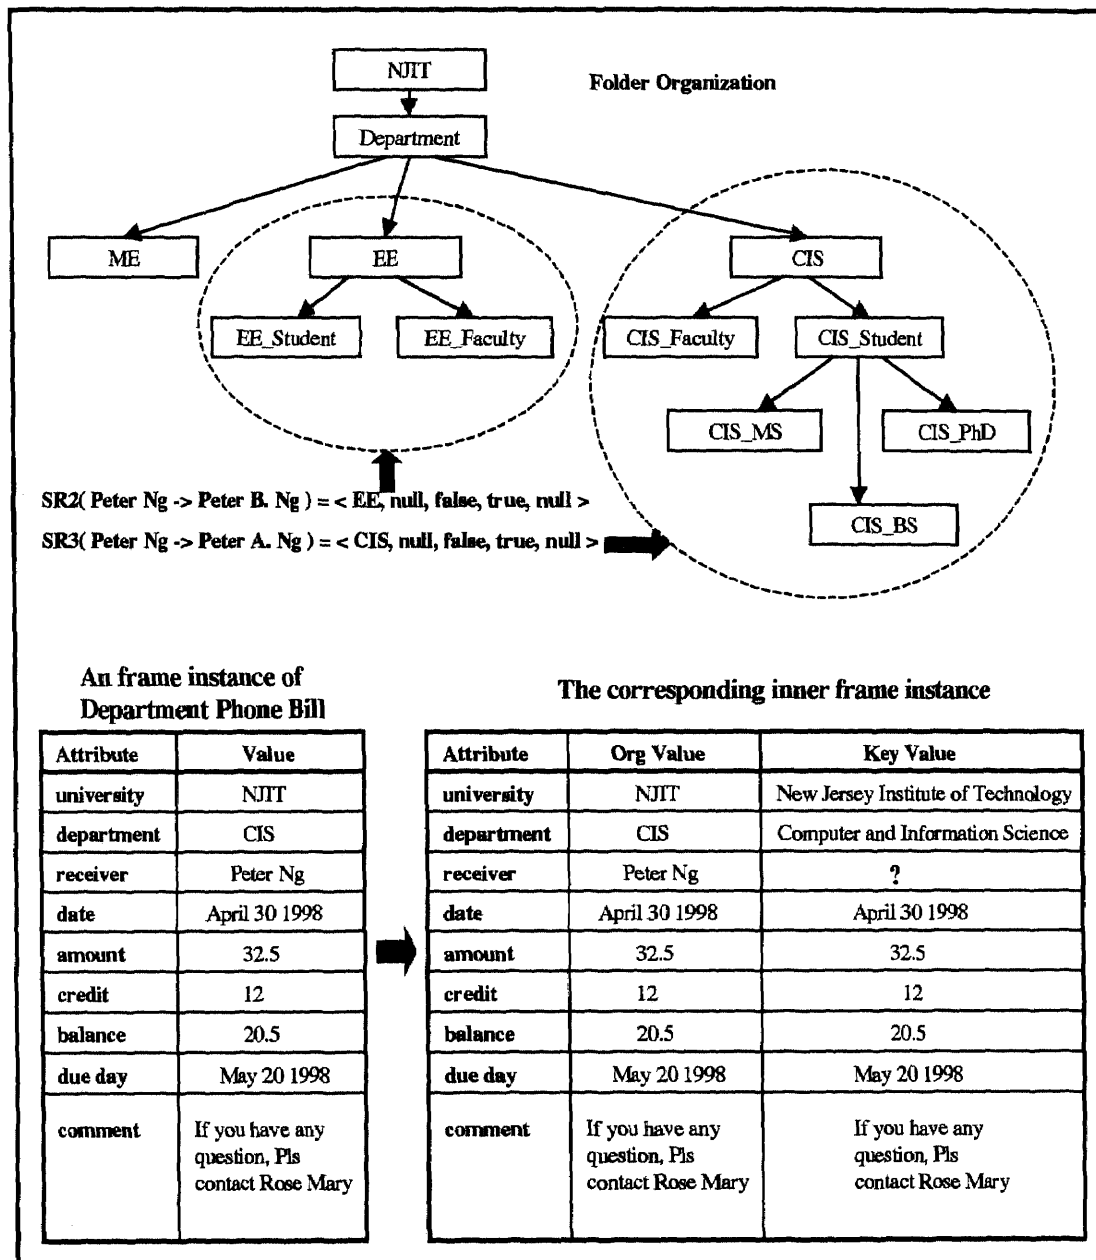 NJIT
Folder Organization
Department
ME
EE
CIS
EE_Student
EE_Faculty
CIS_Faculty
CIS_Student
CIS_MS
CIS_PhD
SR2( Peter Ng -> Peter B. Ng ) = < EE, null, false, true, null >
CIS_BS
SR3( Peter Ng -> Peter A. Ng ) = < CIS, null, false, true, null >
An frame instance of
Department Phone Bill
The corresponding inner frame instance
Attribute Value
university NJIT
department CIS
receiver Peter Ng
date April 30 1998
amount 32.5
credit 12
balance 20.5
due day May 20 1998
comment If you have any
question, Pls
contact Rose Mary
Attribute Org Value Key Value
university NJIT New Jersey Institute of Technology
department CIS Computer and Information Science
receiver Peter Ng ?
date April 30 1998 April 30 1998
amount 32.5 32.5
credit 12 12
balance 20.5 20.5
due day May 20 1998 May 20 1998
comment If you have any If you have any
question, Pls question, Pls
contact Rose Mary contact Rose Mary